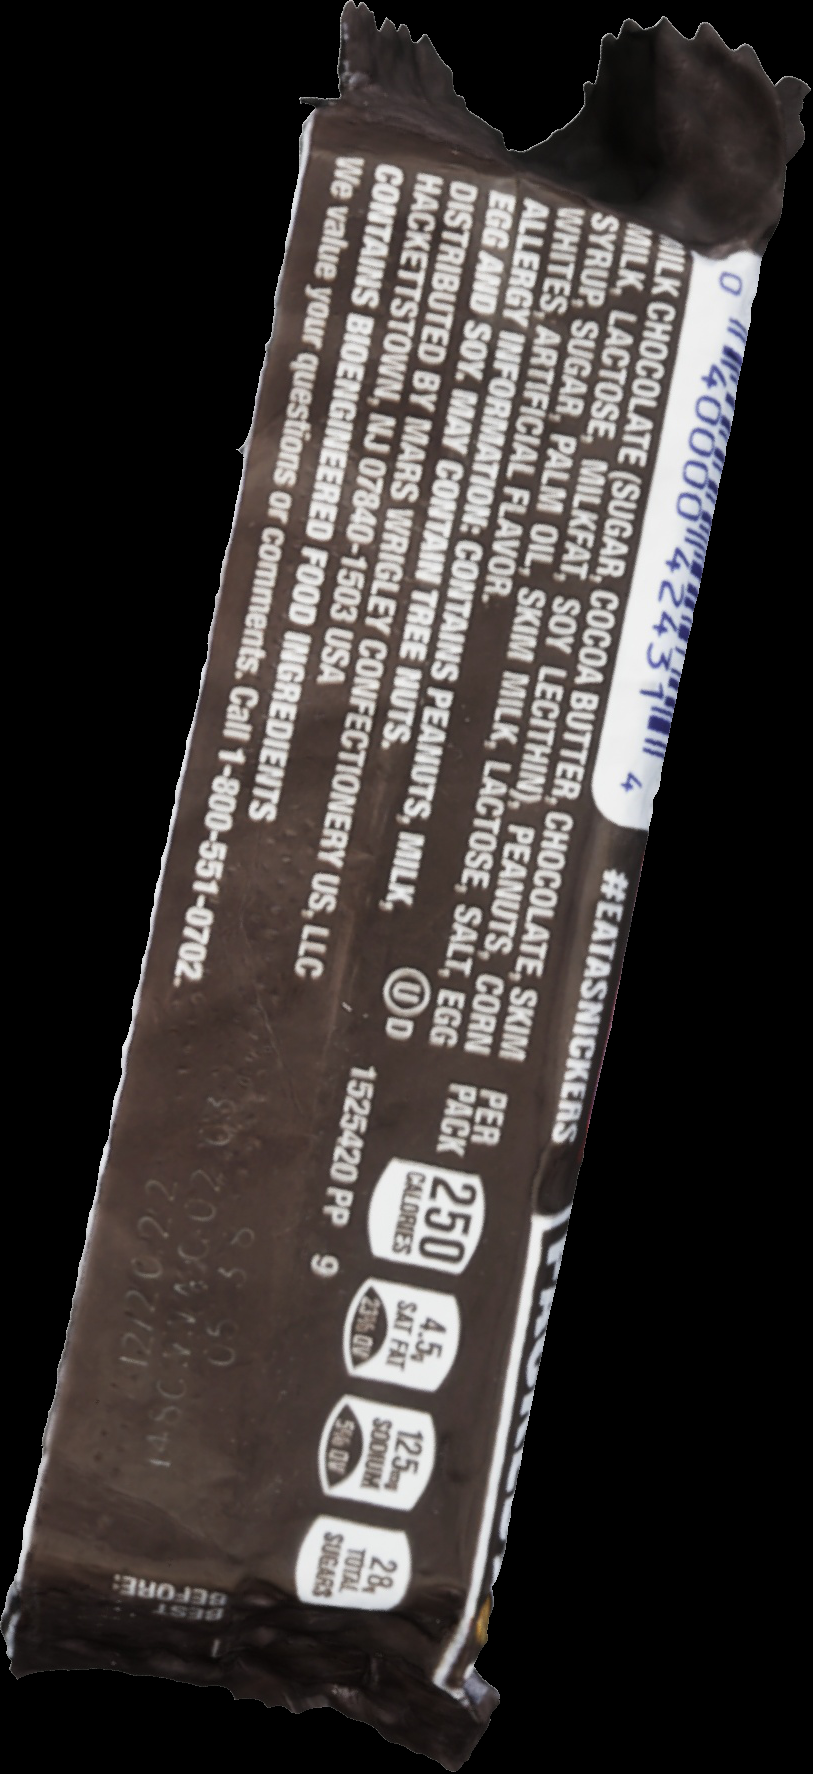 0 40000 42431 4
#EATASNICKERS
MILK CHOCOLATE (SUGAR, COCOA BUTTER, CHOCOLATE, SKIM
MILK, LACTOSE, MILKFAT, SOY LECITHIN), PEANUTS, CORN
SYRUP, SUGAR, PALM OIL, SKIM MILK, LACTOSE, SALT, EGG
WHITES, ARTIFICIAL FLAVOR.
ALLERGY INFORMATION: CONTAINS PEANUTS, MILK,
EGG AND SOY. MAY CONTAIN TREE NUTS.
DISTRIBUTED BY MARS WRIGLEY CONFECTIONERY US, LLC
HACKETTSTOWN, NJ 07840-1503 USA
CONTAINS BIOENGINEERED FOOD INGREDIENTS
We value your questions or comments. Call 1-800-551-0702.
U D
PER
PACK
250
CALORIES
4.5g
SAT FAT
23% DV
125mg
SODIUM
5% DV
28g
TOTAL
SUGARS
1525420 PP 9
12/2022
BEST
BEFORE: